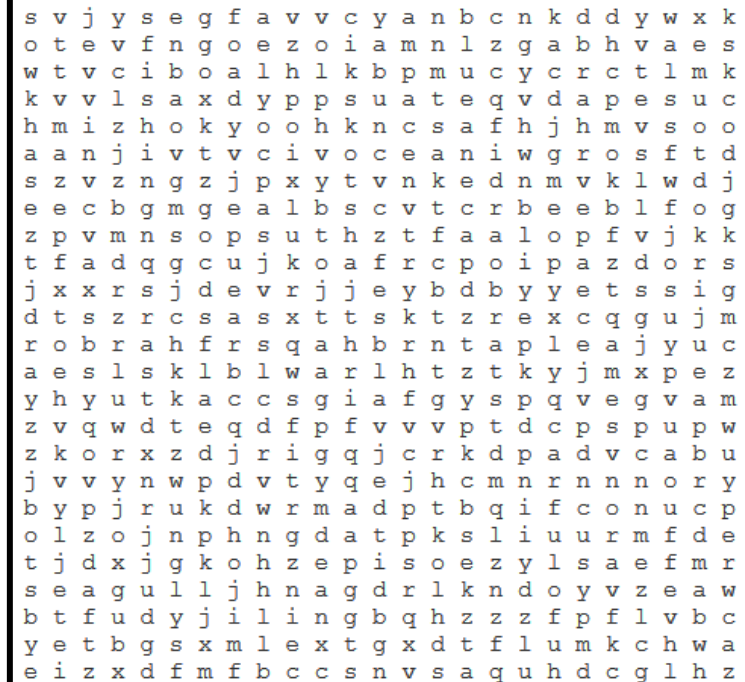 s v j y s e g f a v v c y a n b c n k d d y w x k
o t e v f n g o e z o i a m n l z g a b h v a e s
w t v c i b o a l h l k b p m u c y c r c t l m k
k v v l s a x d y p p s u a t e q v d a p e s u c
h m i z h o k y o o h k n c s a f h j h m v s o o
a a n j i v t v c i v o c e a n i w g r o s f t d
s z v z n g z j p x y t v n k e d n m v k l w d j
e e c b g m g e a l b s c v t c r b e e b l f o g
z p v m n s o p s u t h z t f a a l o p f v j k k
t f a d q g c u j k o a f r c p o i p a z d o r s
j x x r s j d e v r j j e y b d b y y e t s s i g
d t s z r c s a s x t t s k t z r e x c q g u j m
r o b r a h f r s q a h b r n t a p l e a j y u c
a e s l s k l b l w a r l h t z t k y j m x p e z
y h y u t k a c c s g i a f g y s p q v e g v a m
z v q w d t e q d f p f v v v p t d c p s p u p w
z k o r x z d j r i g q j c r k d p a d v c a b u
j v v y n w p d v t y q e j h c m n r n n n o r y
b y p j r u k d w r m a d p t b q i f c o n u c p
o l z o j n p h n g d a t p k s l i u u r m f d e
t j d x j g k o h z e p i s o e z y l s a e f m r
s e a g u l l j h n a g d r l k n d o y v z e a w
b t f u d y j i l i n g b q h z z z f p f l v b c
y e t b g s x m l e x t g x d t f l u m k c h w a
e i z x d f m f b c c s n v s a q u h d c g l h z